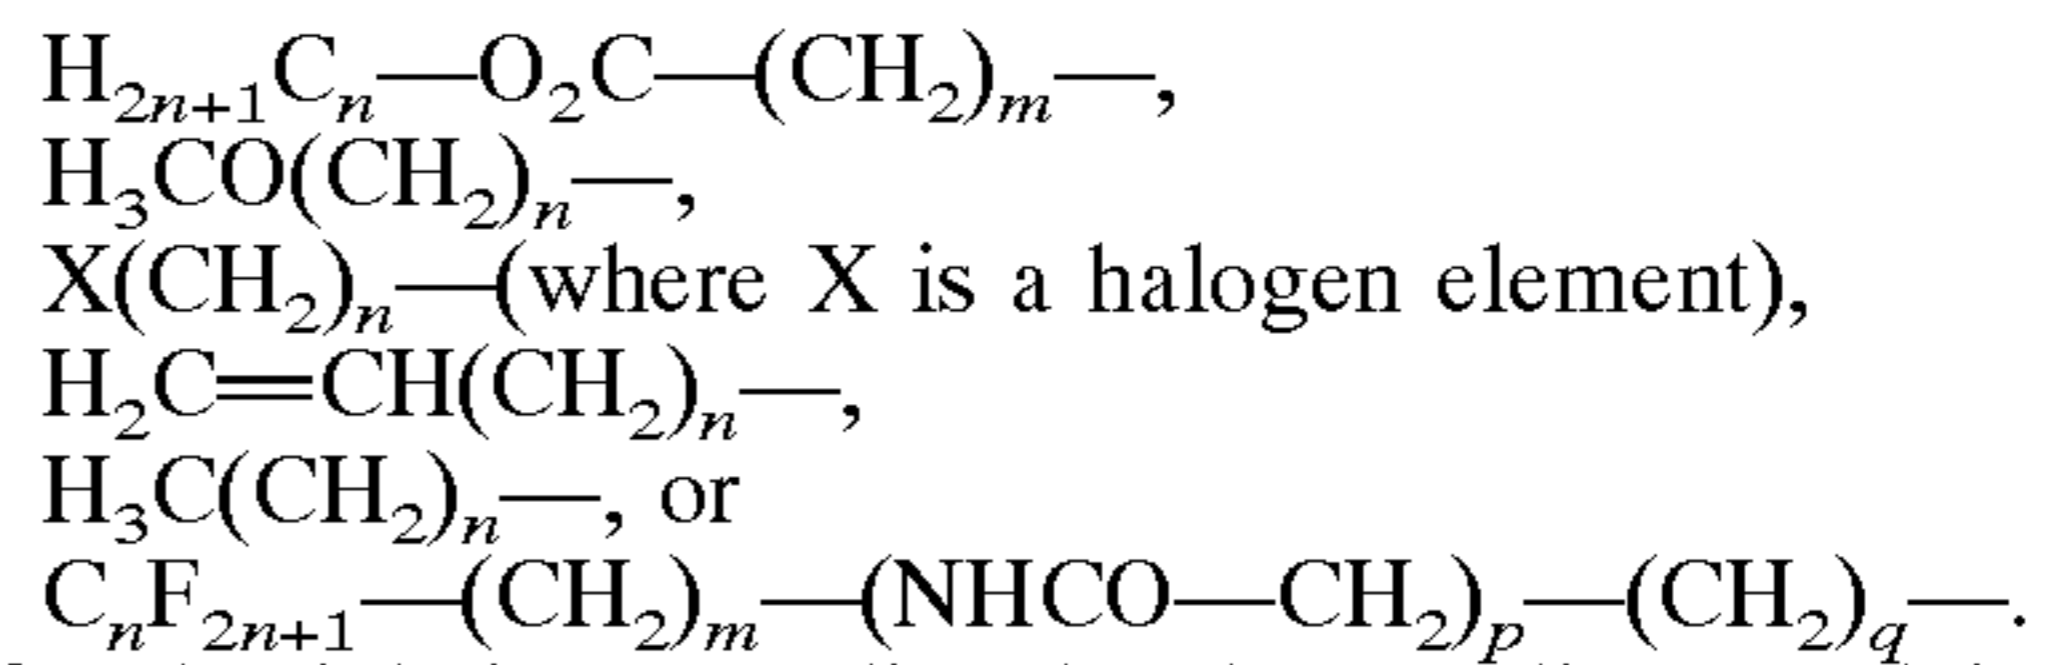 H₂ₙ₊₁Cₙ—O₂C—(CH₂)ₘ—,
H₃CO(CH₂)ₙ—,
X(CH₂)ₙ—(where X is a halogen element),
H₂C=CH(CH₂)ₙ—,
H₃C(CH₂)ₙ—, or
CₙF₂ₙ₊₁—(CH₂)ₘ—(NHCO—CH₂)ₚ—(CH₂)q—.